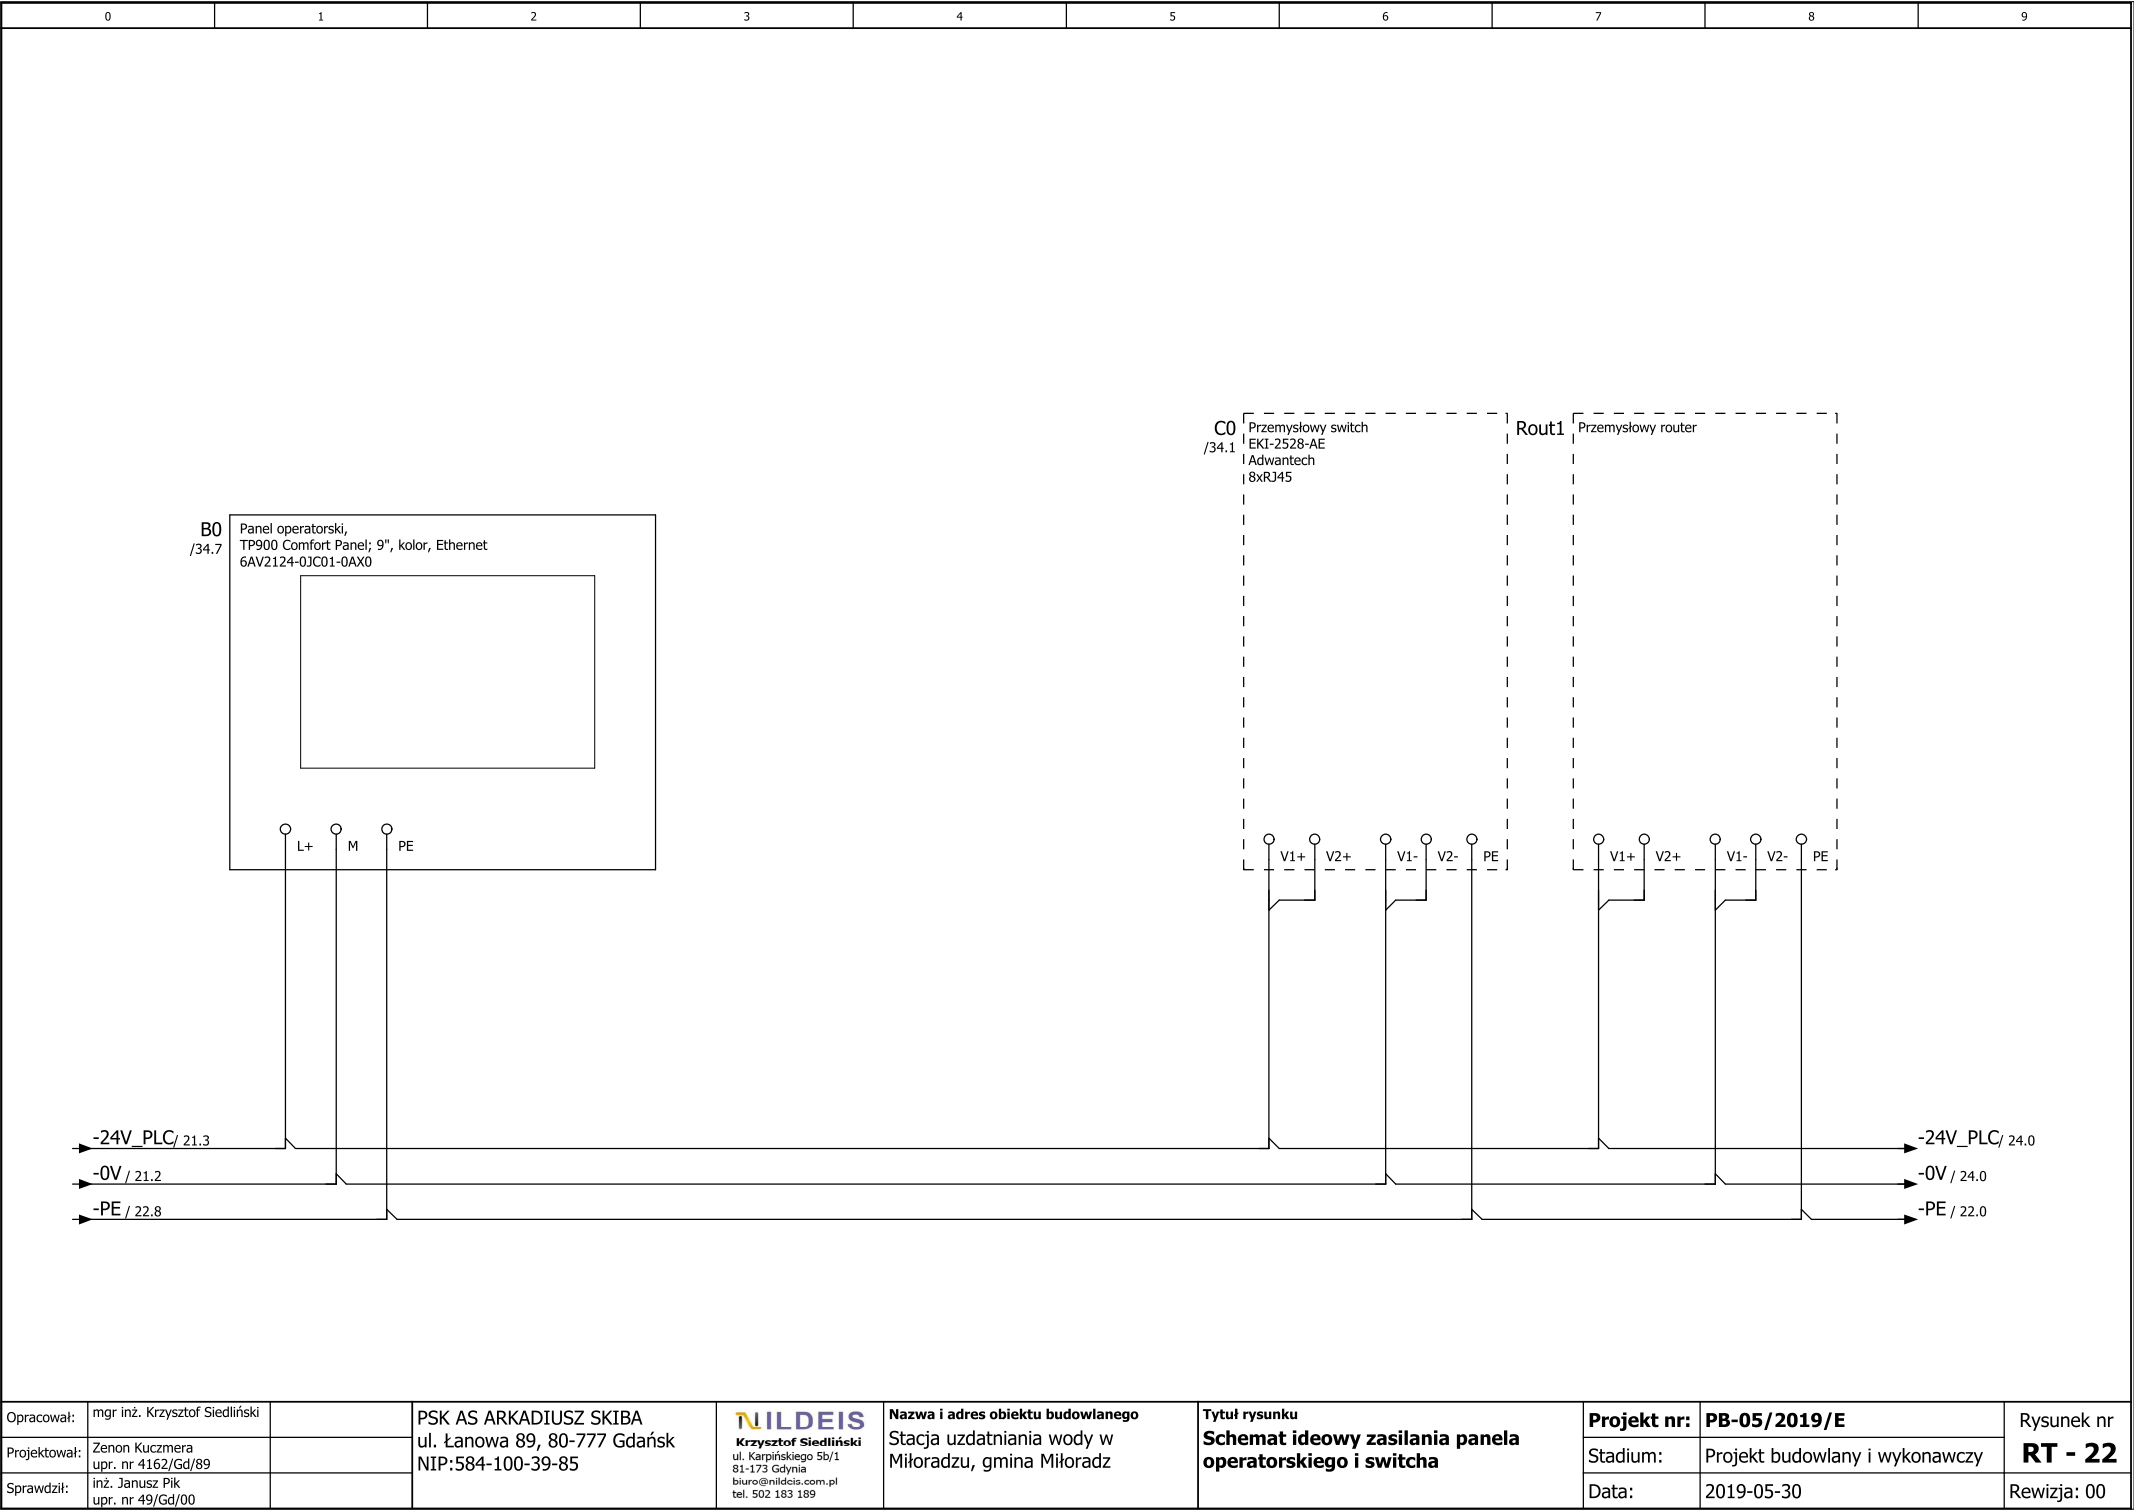 0 1 2 3 4 5 6 7 8 9
C0
/34.1
Przemysłowy switch
EKI-2528-AE
Adwantech
8xRJ45
Rout1
Przemysłowy router
B0
/34.7
Panel operatorski,
TP900 Comfort Panel; 9", kolor, Ethernet
6AV2124-0JC01-0AX0
L+ M PE
V1+ V2+ V1- V2- PE
V1+ V2+ V1- V2- PE
-24V_PLC/ 21.3
-24V_PLC/ 24.0
-0V / 21.2
-0V / 24.0
-PE / 22.8
-PE / 22.0
Opracował: mgr inż. Krzysztof Siedliński
Projektował: Zenon Kuczmera
upr. nr 4162/Gd/89
Sprawdził: inż. Janusz Pik
upr. nr 49/Gd/00
PSK AS ARKADIUSZ SKIBA
ul. Łanowa 89, 80-777 Gdańsk
NIP:584-100-39-85
NILDEIS
Krzysztof Siedliński
ul. Karpińskiego 5b/1
81-173 Gdynia
biuro@nildcis.com.pl
tel. 502 183 189
Nazwa i adres obiektu budowlanego
Stacja uzdatniania wody w
Miłoradzu, gmina Miłoradz
Tytuł rysunku
Schemat ideowy zasilania panela
operatorskiego i switcha
Projekt nr: PB-05/2019/E
Stadium: Projekt budowlany i wykonawczy
Data: 2019-05-30
Rysunek nr
RT - 22
Rewizja: 00